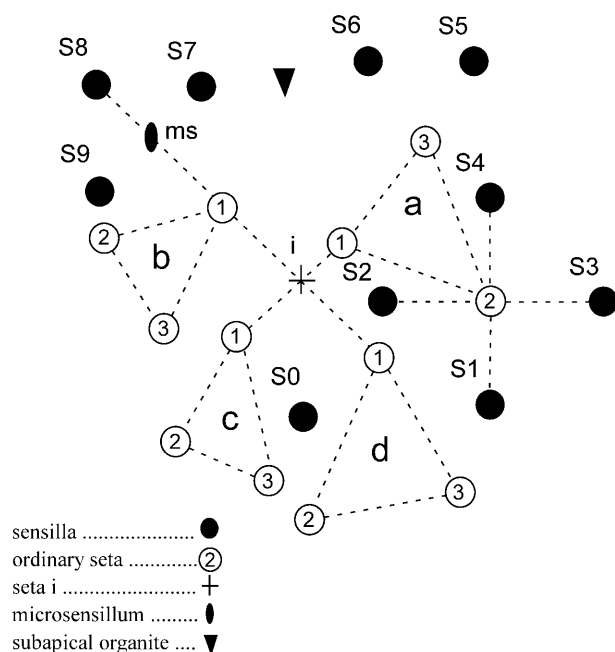 S6 S5
S8 S7
ms
3
S9 S4
1 a
2 1 i
b S2 2 S3
3 1
1 S1
S0
2 c d
3 3
2
sensilla ......................
ordinary seta ............ 2
seta i ..........................
microsensillum .........
subapical organite ....